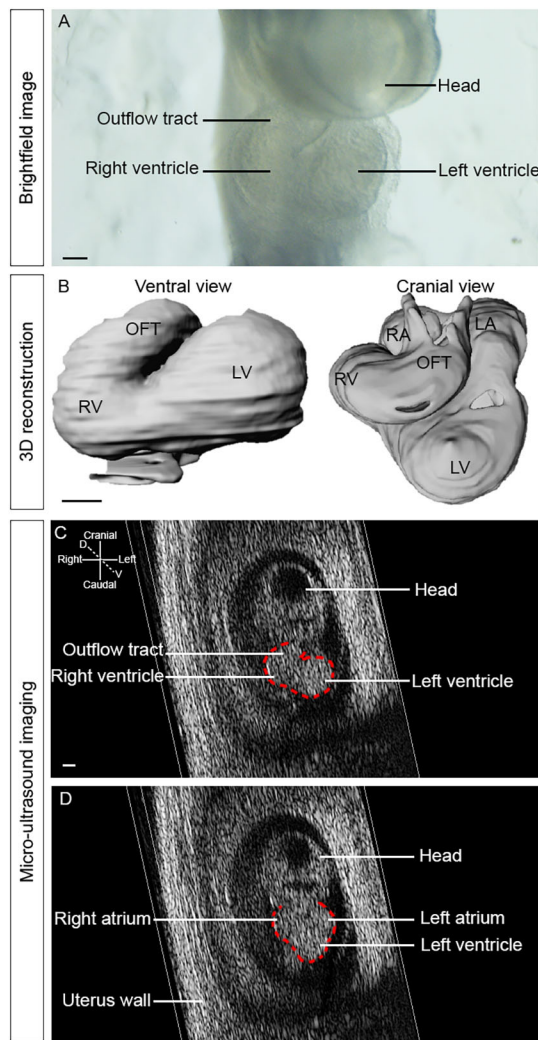 Brightfield image
A
Head
Outflow tract
Right ventricle
Left ventricle
3D reconstruction
B
Ventral view
Cranial view
OFT
LV
RV
RA
LA
OFT
RV
LV
Micro-ultrasound imaging
C
Cranial
D
Right
Left
V
Caudal
Head
Outflow tract
Right ventricle
Left ventricle
D
Head
Right atrium
Left atrium
Left ventricle
Uterus wall